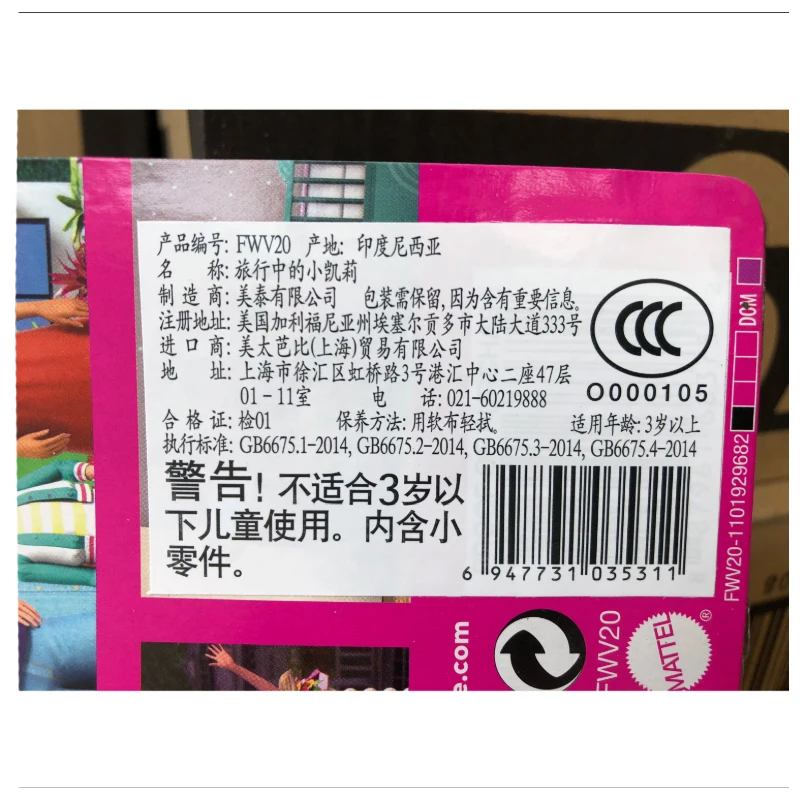 产品编号: FWV20 产地: 印度尼西亚
名 称: 旅行中的小凯莉
制 造 商: 美泰有限公司 包装需保留,因为含有重要信息。
注册地址: 美国加利福尼亚州埃塞尔贡多市大陆大道333号
进 口 商: 美太芭比(上海)贸易有限公司
地 址: 上海市徐汇区虹桥路3号港汇中心二座47层
01-11室 电 话: 021-60219888
合 格 证: 检01 保养方法: 用软布轻拭。 适用年龄: 3岁以上
执行标准: GB6675.1-2014, GB6675.2-2014, GB6675.3-2014, GB6675.4-2014
警告! 不适合3岁以
下儿童使用。内含小
零件。
CCC
O000105
6 947731 035311
DCM
FWV20-1101929682
e.com
FWV20
MATTEL
®